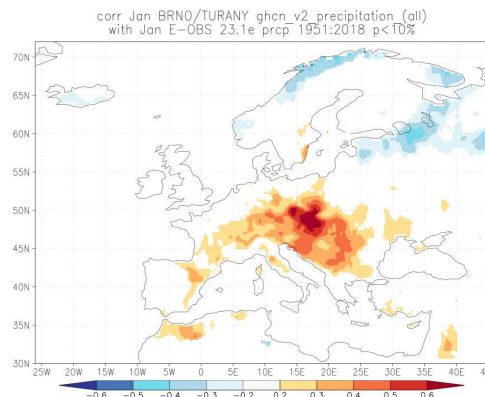 corr Jan BRNO/TURANY ghcn_v2_precipitation (all)
with Jan E-OBS 23.1e prcp 1951:2018 p<10%
70N
65N
60N
55N
50N
45N
40N
35N
30N
25W 20W 15W 10W 5W 0 5E 10E 15E 20E 25E 30E 35E 40E 4
-0.6 -0.5 -0.4 -0.3 -0.2 0.2 0.3 0.4 0.5 0.6